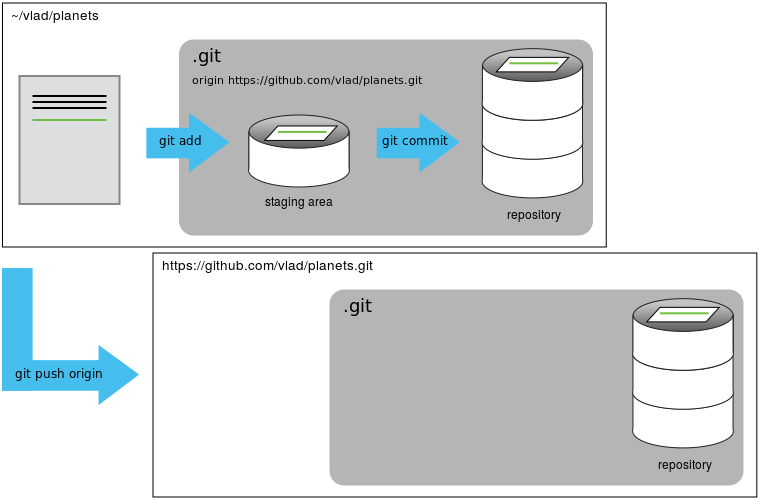 ~/vlad/planets
.git
origin https://github.com/vlad/planets.git
git add
git commit
staging area
repository
https://github.com/vlad/planets.git
.git
git push origin
repository